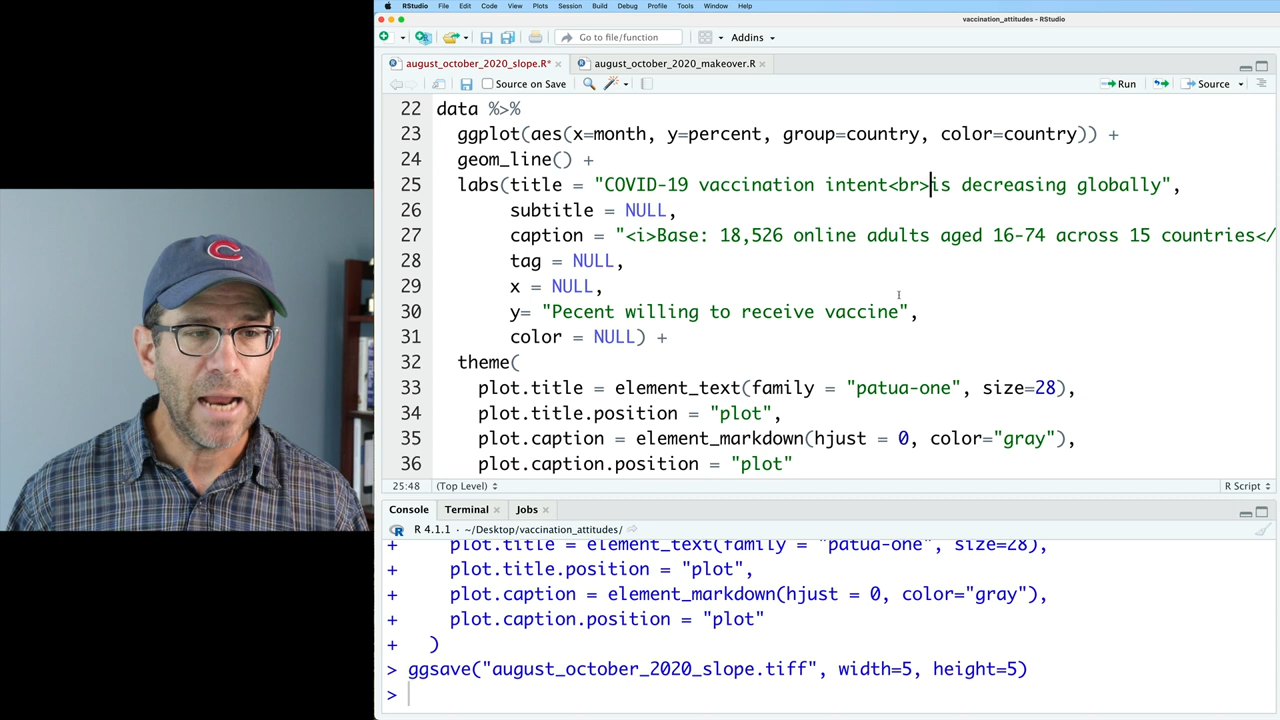 RStudio File Edit Code View Plots Session Build Debug Profile Tools Window Help
vaccination_attitudes - RStudio
Go to file/function Addins
august_october_2020_slope.R* august_october_2020_makeover.R
Source on Save Run Source
22 data %>%
23 ggplot(aes(x=month, y=percent, group=country, color=country)) +
24 geom_line() +
25 labs(title = "COVID-19 vaccination intent<br>is decreasing globally",
26 subtitle = NULL,
27 caption = "<i>Base: 18,526 online adults aged 16-74 across 15 countries</
28 tag = NULL,
29 x = NULL,
30 y= "Pecent willing to receive vaccine",
31 color = NULL) +
32 theme(
33 plot.title = element_text(family = "patua-one", size=28),
34 plot.title.position = "plot",
35 plot.caption = element_markdown(hjust = 0, color="gray"),
36 plot.caption.position = "plot"
25:48 (Top Level) R Script
Console Terminal Jobs
R 4.1.1 · ~/Desktop/vaccination_attitudes/
+ plot.title = element_text(family = "patua-one", size=28),
+ plot.title.position = "plot",
+ plot.caption = element_markdown(hjust = 0, color="gray"),
+ plot.caption.position = "plot"
+ )
> ggsave("august_october_2020_slope.tiff", width=5, height=5)
>